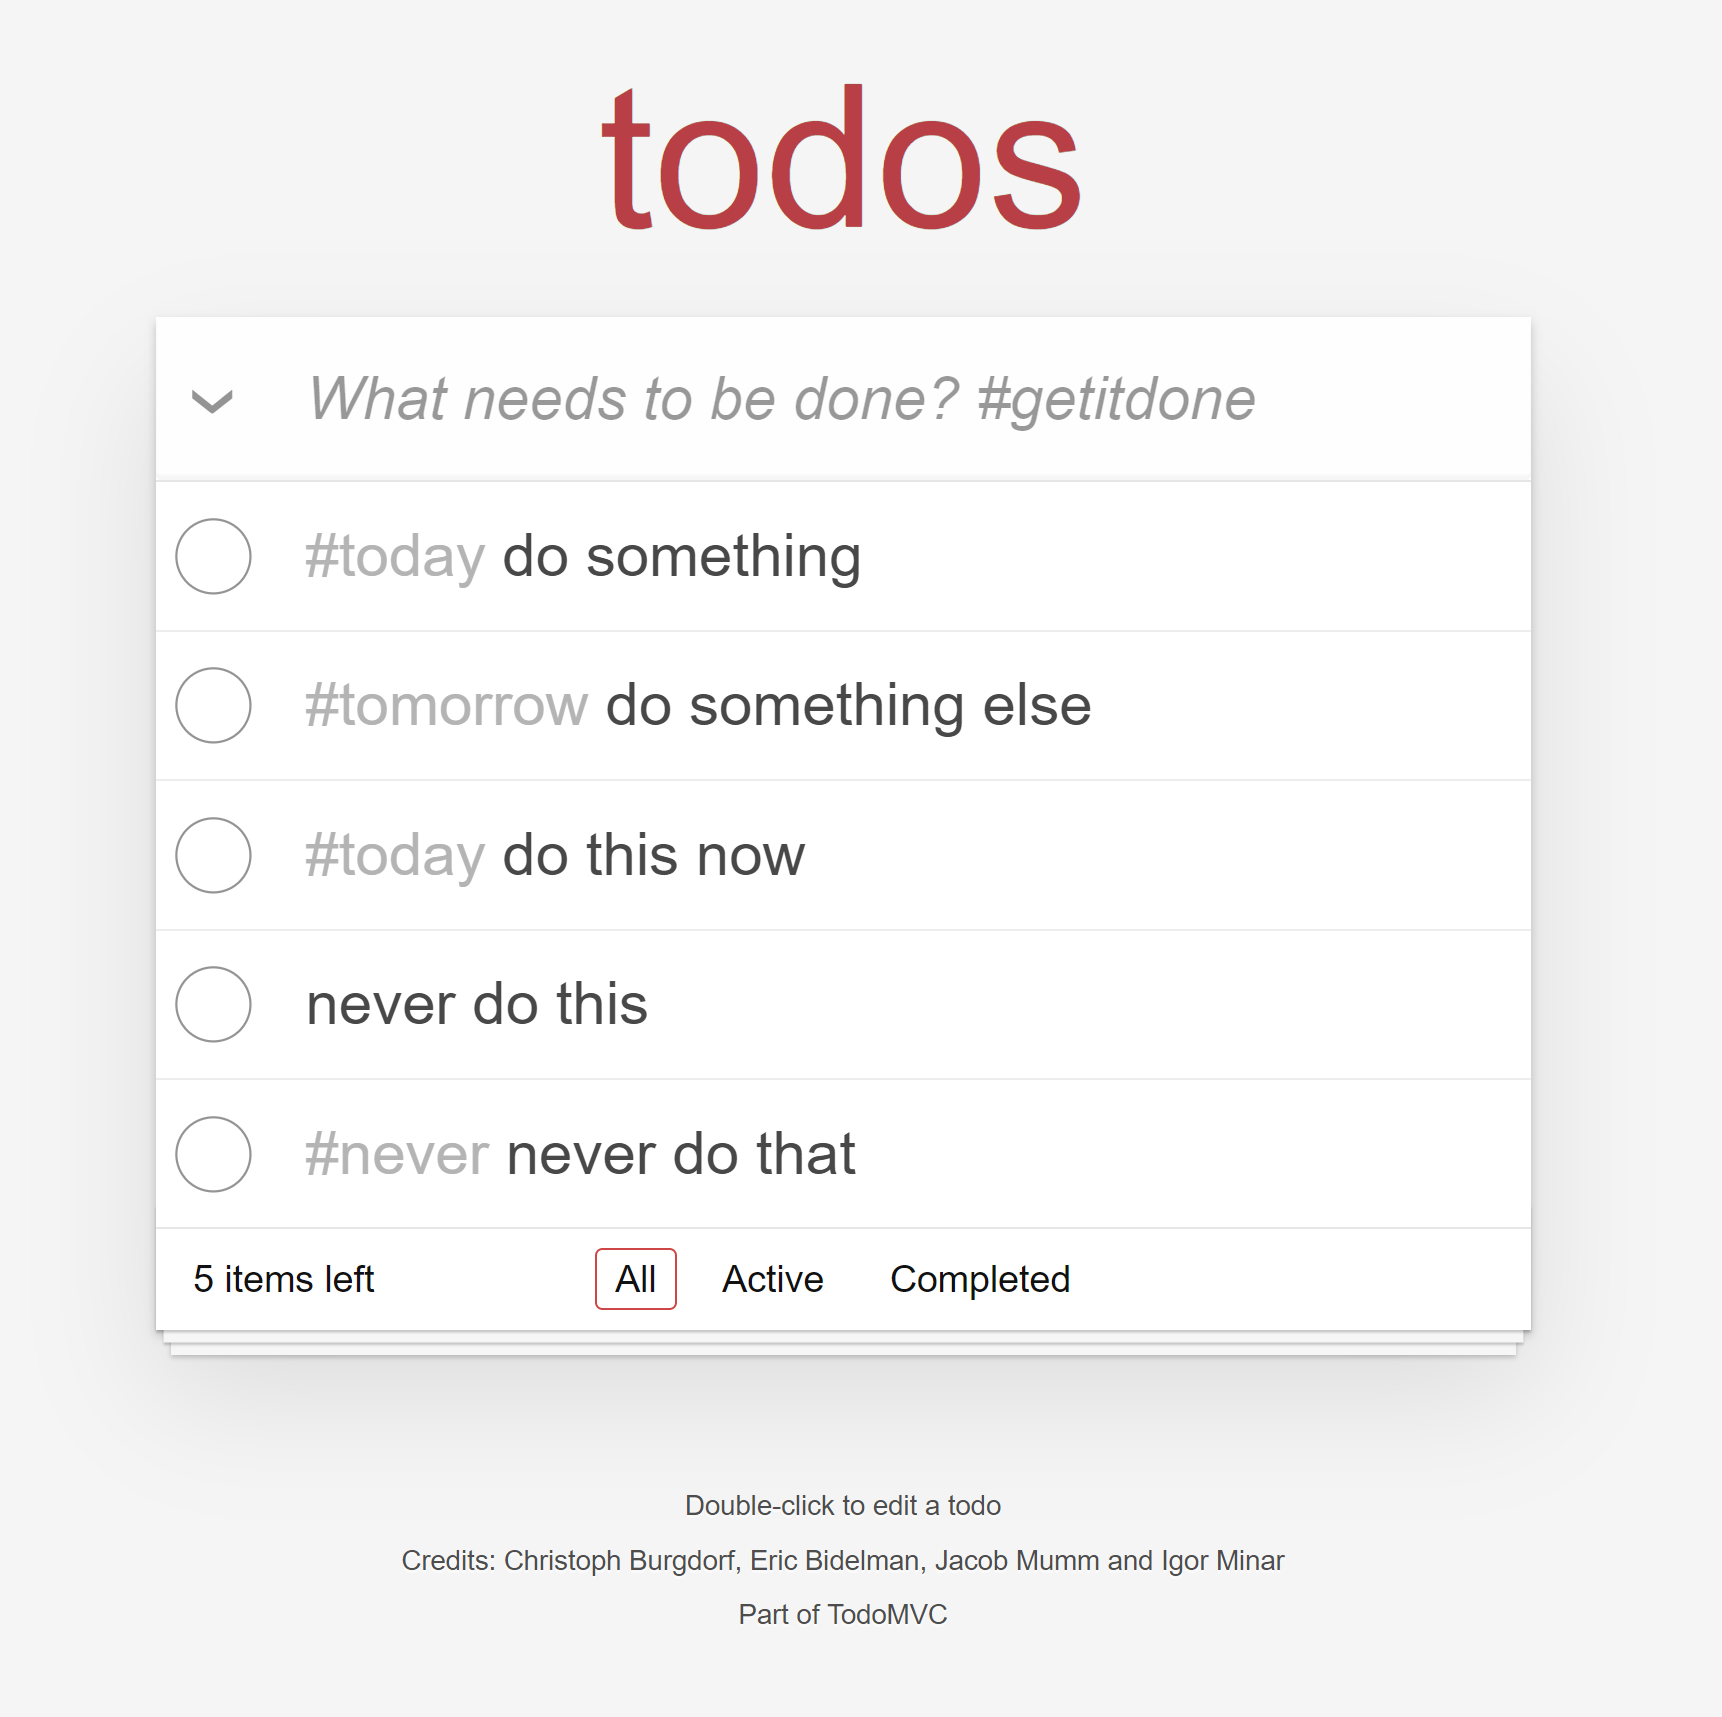 todos
What needs to be done? #getitdone
#today do something
#tomorrow do something else
#today do this now
never do this
#never never do that
5 items left All Active Completed
Double-click to edit a todo
Credits: Christoph Burgdorf, Eric Bidelman, Jacob Mumm and Igor Minar
Part of TodoMVC